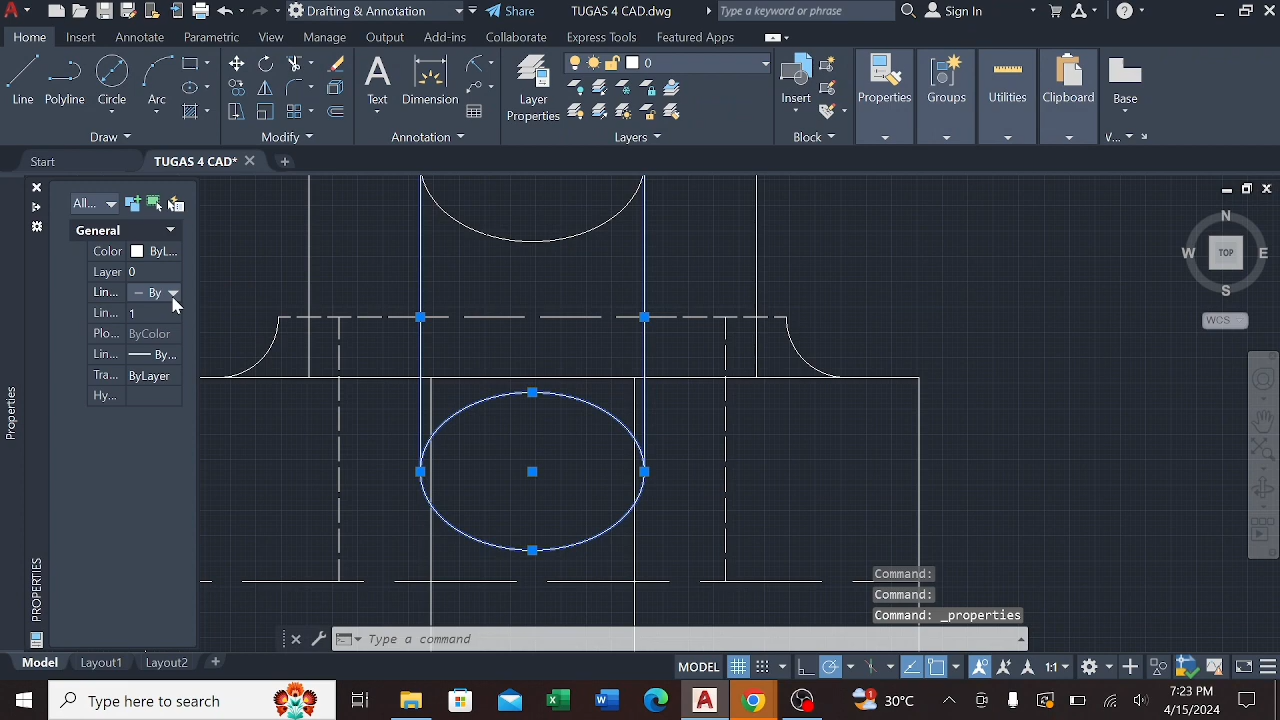 Drafting & Annotation
Share
TUGAS 4 CAD.dwg
Type a keyword or phrase
Sign In
Home
Insert
Annotate
Parametric
View
Manage
Output
Add-ins
Collaborate
Express Tools
Featured Apps
Line
Polyline
Circle
Arc
Text
Dimension
Layer
Properties
0
Insert
Properties
Groups
Utilities
Clipboard
Base
Draw
Modify
Annotation
Layers
Block
V...
Start
TUGAS 4 CAD*
All...
General
Color ByL...
Layer 0
Lin... By
Lin... 1
Plo... ByColor
Lin... By...
Tra... ByLayer
Hy...
Properties
PROPERTIES
N
W
TOP
E
S
WCS
Command:
Command:
Command: _properties
Type a command
Model
Layout1
Layout2
MODEL
1:1
Type here to search
30°C
7:23 PM
4/15/2024